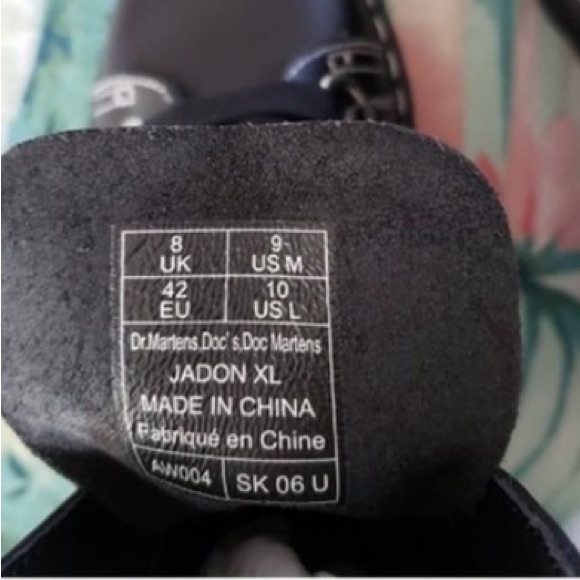 8 9
UK US M
42 10
EU US L
Dr.Martens.Doc's,Doc Martens
JADON XL
MADE IN CHINA
Fabriqué en Chine
AW004 SK 06 U